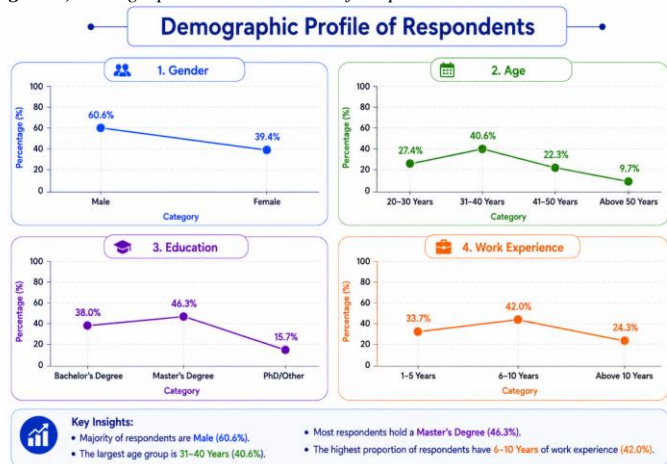 Demographic Profile of Respondents
1. Gender
Percentage (%)
100
80
60
40
20
0
60.6%
39.4%
Male
Female
Category
2. Age
Percentage (%)
100
80
60
40
20
0
27.4%
40.6%
22.3%
9.7%
20–30 Years
31–40 Years
41–50 Years
Above 50 Years
Category
3. Education
Percentage (%)
100
80
60
40
20
0
38.0%
46.3%
15.7%
Bachelor's Degree
Master's Degree
PhD/Other
Category
4. Work Experience
Percentage (%)
100
80
60
40
20
0
33.7%
42.0%
24.3%
1–5 Years
6–10 Years
Above 10 Years
Category
Key Insights:
• Majority of respondents are Male (60.6%).
• The largest age group is 31–40 Years (40.6%).
• Most respondents hold a Master's Degree (46.3%).
• The highest proportion of respondents have 6–10 Years of work experience (42.0%).